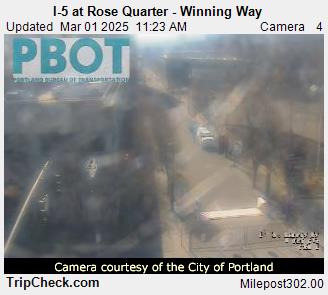 I-5 at Rose Quarter - Winning Way
Updated Mar 01 2025 11:23 AM Camera 4
PBOT
PORTLAND BUREAU OF TRANSPORTATION
Camera courtesy of the City of Portland
TripCheck.com Milepost302.00